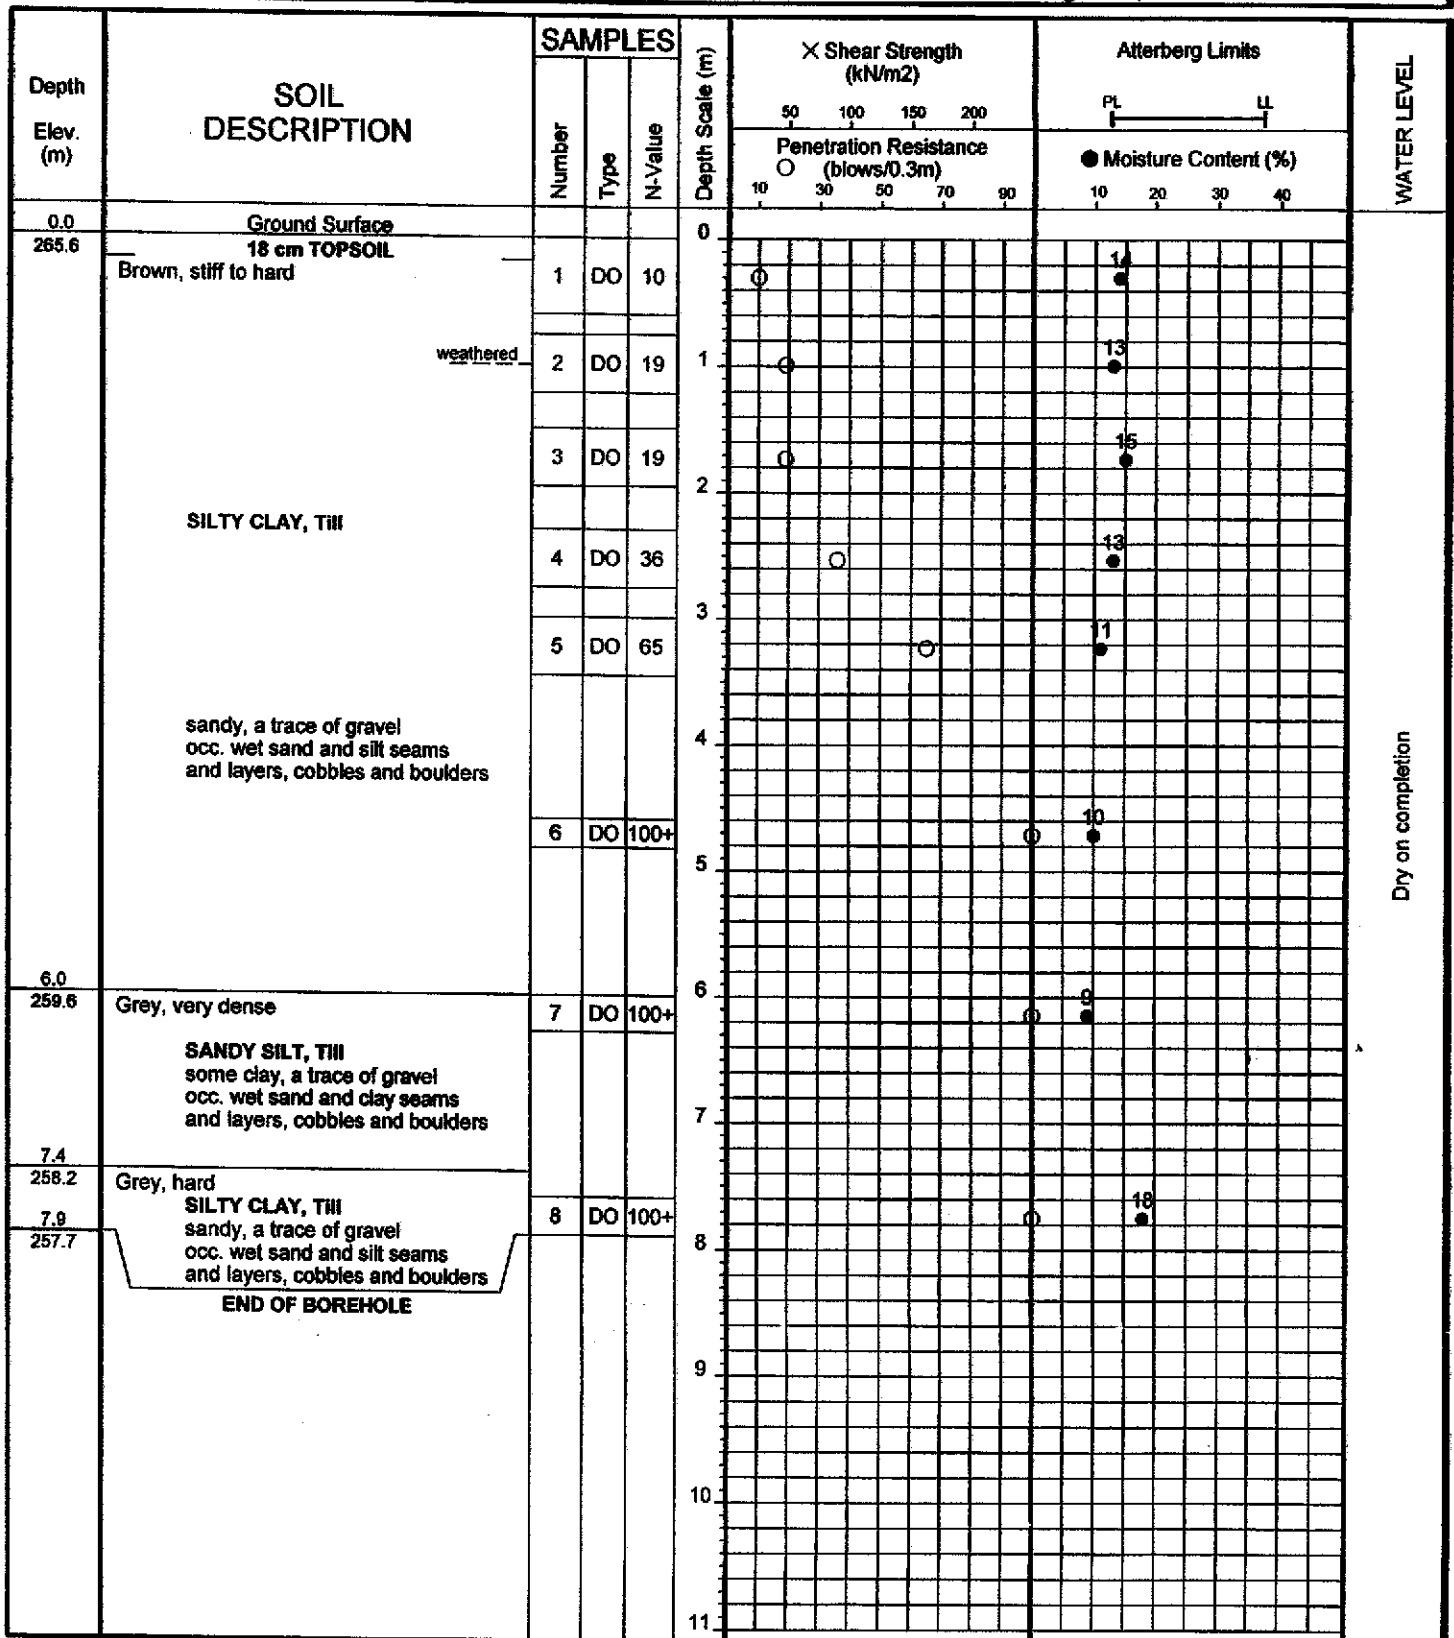 Depth
Elev.
(m)
SOIL
DESCRIPTION
SAMPLES
Number
Type
N-Value
Depth Scale (m)
× Shear Strength
(kN/m2)
50 100 150 200
Penetration Resistance
(blows/0.3m)
10 30 50 70 90
Atterberg Limits
PL LL
Moisture Content (%)
10 20 30 40
WATER LEVEL
0.0
Ground Surface
0
265.6
18 cm TOPSOIL
Brown, stiff to hard
1 DO 10
14
weathered
2 DO 19
1
13
3 DO 19
15
2
SILTY CLAY, Till
4 DO 36
13
3
5 DO 65
11
sandy, a trace of gravel
occ. wet sand and silt seams
and layers, cobbles and boulders
4
6 DO 100+
10
5
Dry on completion
6.0
259.6
Grey, very dense
7 DO 100+
6
9
SANDY SILT, Till
some clay, a trace of gravel
occ. wet sand and clay seams
and layers, cobbles and boulders
7
7.4
258.2
Grey, hard
SILTY CLAY, Till
7.9
257.7
sandy, a trace of gravel
occ. wet sand and silt seams
and layers, cobbles and boulders
8 DO 100+
18
8
END OF BOREHOLE
9
10
11